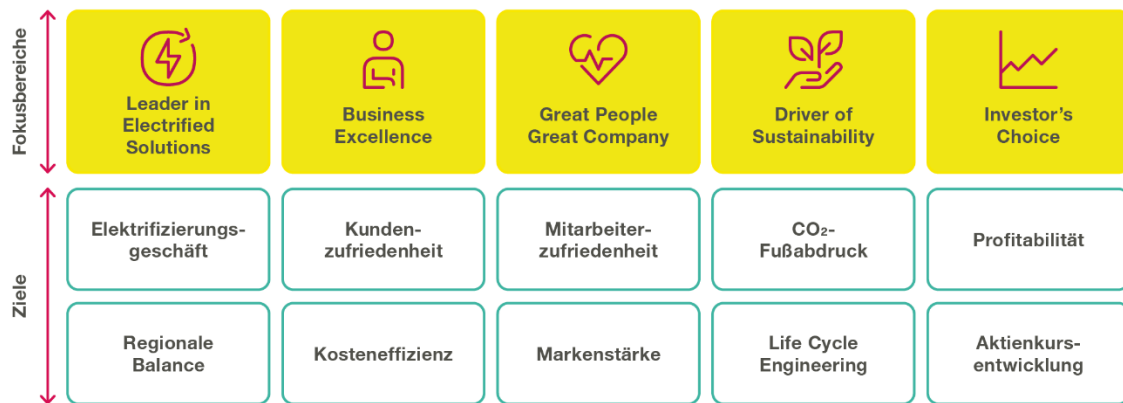 Fokusbereiche
Leader in
Electrified
Solutions
Business
Excellence
Great People
Great Company
Driver of
Sustainability
Investor's
Choice
Ziele
Elektrifizierungs-
geschäft
Kunden-
zufriedenheit
Mitarbeiter-
zufriedenheit
CO₂-
Fußabdruck
Profitabilität
Regionale
Balance
Kosteneffizienz
Markenstärke
Life Cycle
Engineering
Aktienkurs-
entwicklung